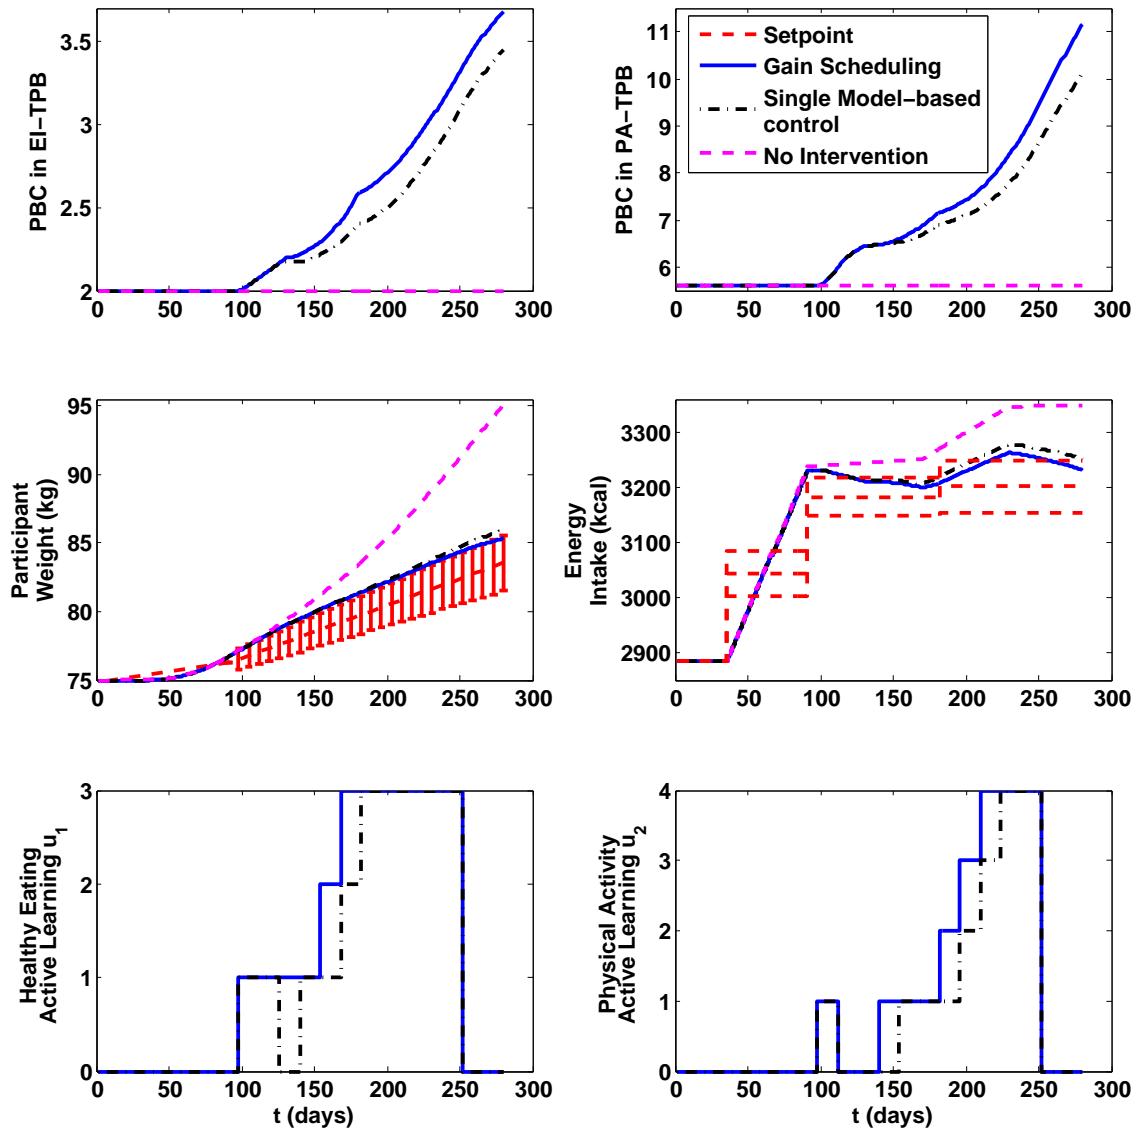 PBC in EI−TPB
3.5
3
2.5
2
0 50 100 150 200 250 300
PBC in PA−TPB
11
10
9
8
7
6
0 50 100 150 200 250 300
Setpoint
Gain Scheduling
Single Model−based
control
No Intervention
Participant
Weight (kg)
95
90
85
80
75
0 50 100 150 200 250 300
Energy
Intake (kcal)
3300
3200
3100
3000
2900
0 50 100 150 200 250 300
Healthy Eating
Active Learning u1
3
2
1
0
0 50 100 150 200 250 300
t (days)
Physical Activity
Active Learning u2
4
3
2
1
0
0 50 100 150 200 250 300
t (days)